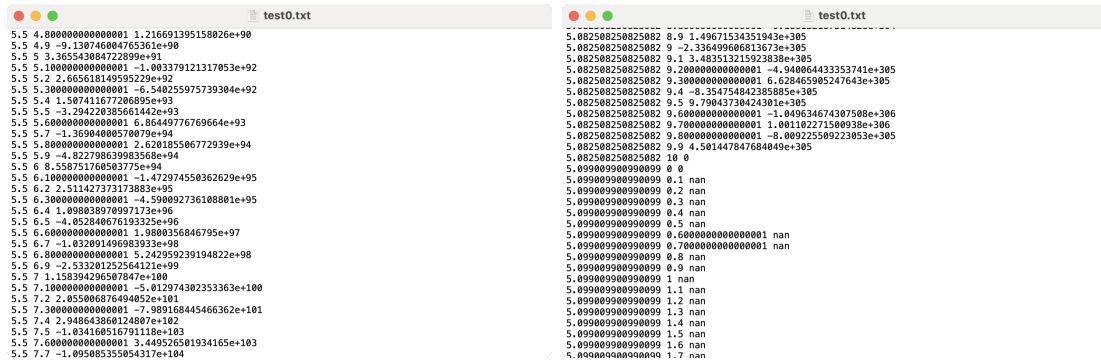 test0.txt
5.5 4.800000000000001 1.216691395158026e+90
5.5 4.9 -9.130746004765361e+90
5.5 5 3.365543084722899e+91
5.5 5.100000000000001 -1.003379121317053e+92
5.5 5.2 2.665618149595229e+92
5.5 5.300000000000001 -6.540255975739304e+92
5.5 5.4 1.507411677206895e+93
5.5 5.5 -3.294220385661442e+93
5.5 5.600000000000001 6.86449776769664e+93
5.5 5.7 -1.36904000570079e+94
5.5 5.800000000000001 2.620185506772939e+94
5.5 5.9 -4.822798639983568e+94
5.5 6 8.558751760503775e+94
5.5 6.100000000000001 -1.472974550362629e+95
5.5 6.2 2.511427373173883e+95
5.5 6.300000000000001 -4.590092736108801e+95
5.5 6.4 1.098038970997173e+96
5.5 6.5 -4.052840676193325e+96
5.5 6.600000000000001 1.9800356846795e+97
5.5 6.7 -1.032091496983933e+98
5.5 6.800000000000001 5.242959239194822e+98
5.5 6.9 -2.533201252564121e+99
5.5 7 1.158394296507847e+100
5.5 7.100000000000001 -5.012974302353363e+100
5.5 7.2 2.055006876494052e+101
5.5 7.300000000000001 -7.989168445466362e+101
5.5 7.4 2.948643860124807e+102
5.5 7.5 -1.034160516791118e+103
5.5 7.600000000000001 3.449526501934165e+103
5.5 7.7 -1.095085355054317e+104
test0.txt
5.082508250825082 8.9 1.49671534351943e+305
5.082508250825082 9 -2.336499606813673e+305
5.082508250825082 9.1 3.483513215923838e+305
5.082508250825082 9.200000000000001 -4.940064433353741e+305
5.082508250825082 9.300000000000001 6.628465905247643e+305
5.082508250825082 9.4 -8.354754842385885e+305
5.082508250825082 9.5 9.79043730424301e+305
5.082508250825082 9.600000000000001 -1.049634674307508e+306
5.082508250825082 9.700000000000001 1.001102271500938e+306
5.082508250825082 9.800000000000001 -8.009225509223053e+305
5.082508250825082 9.9 4.501447847684049e+305
5.082508250825082 10 0
5.099009900990099 0 0
5.099009900990099 0.1 nan
5.099009900990099 0.2 nan
5.099009900990099 0.3 nan
5.099009900990099 0.4 nan
5.099009900990099 0.5 nan
5.099009900990099 0.6000000000000001 nan
5.099009900990099 0.7000000000000001 nan
5.099009900990099 0.8 nan
5.099009900990099 0.9 nan
5.099009900990099 1 nan
5.099009900990099 1.1 nan
5.099009900990099 1.2 nan
5.099009900990099 1.3 nan
5.099009900990099 1.4 nan
5.099009900990099 1.5 nan
5.099009900990099 1.6 nan
5.099009900990099 1.7 nan